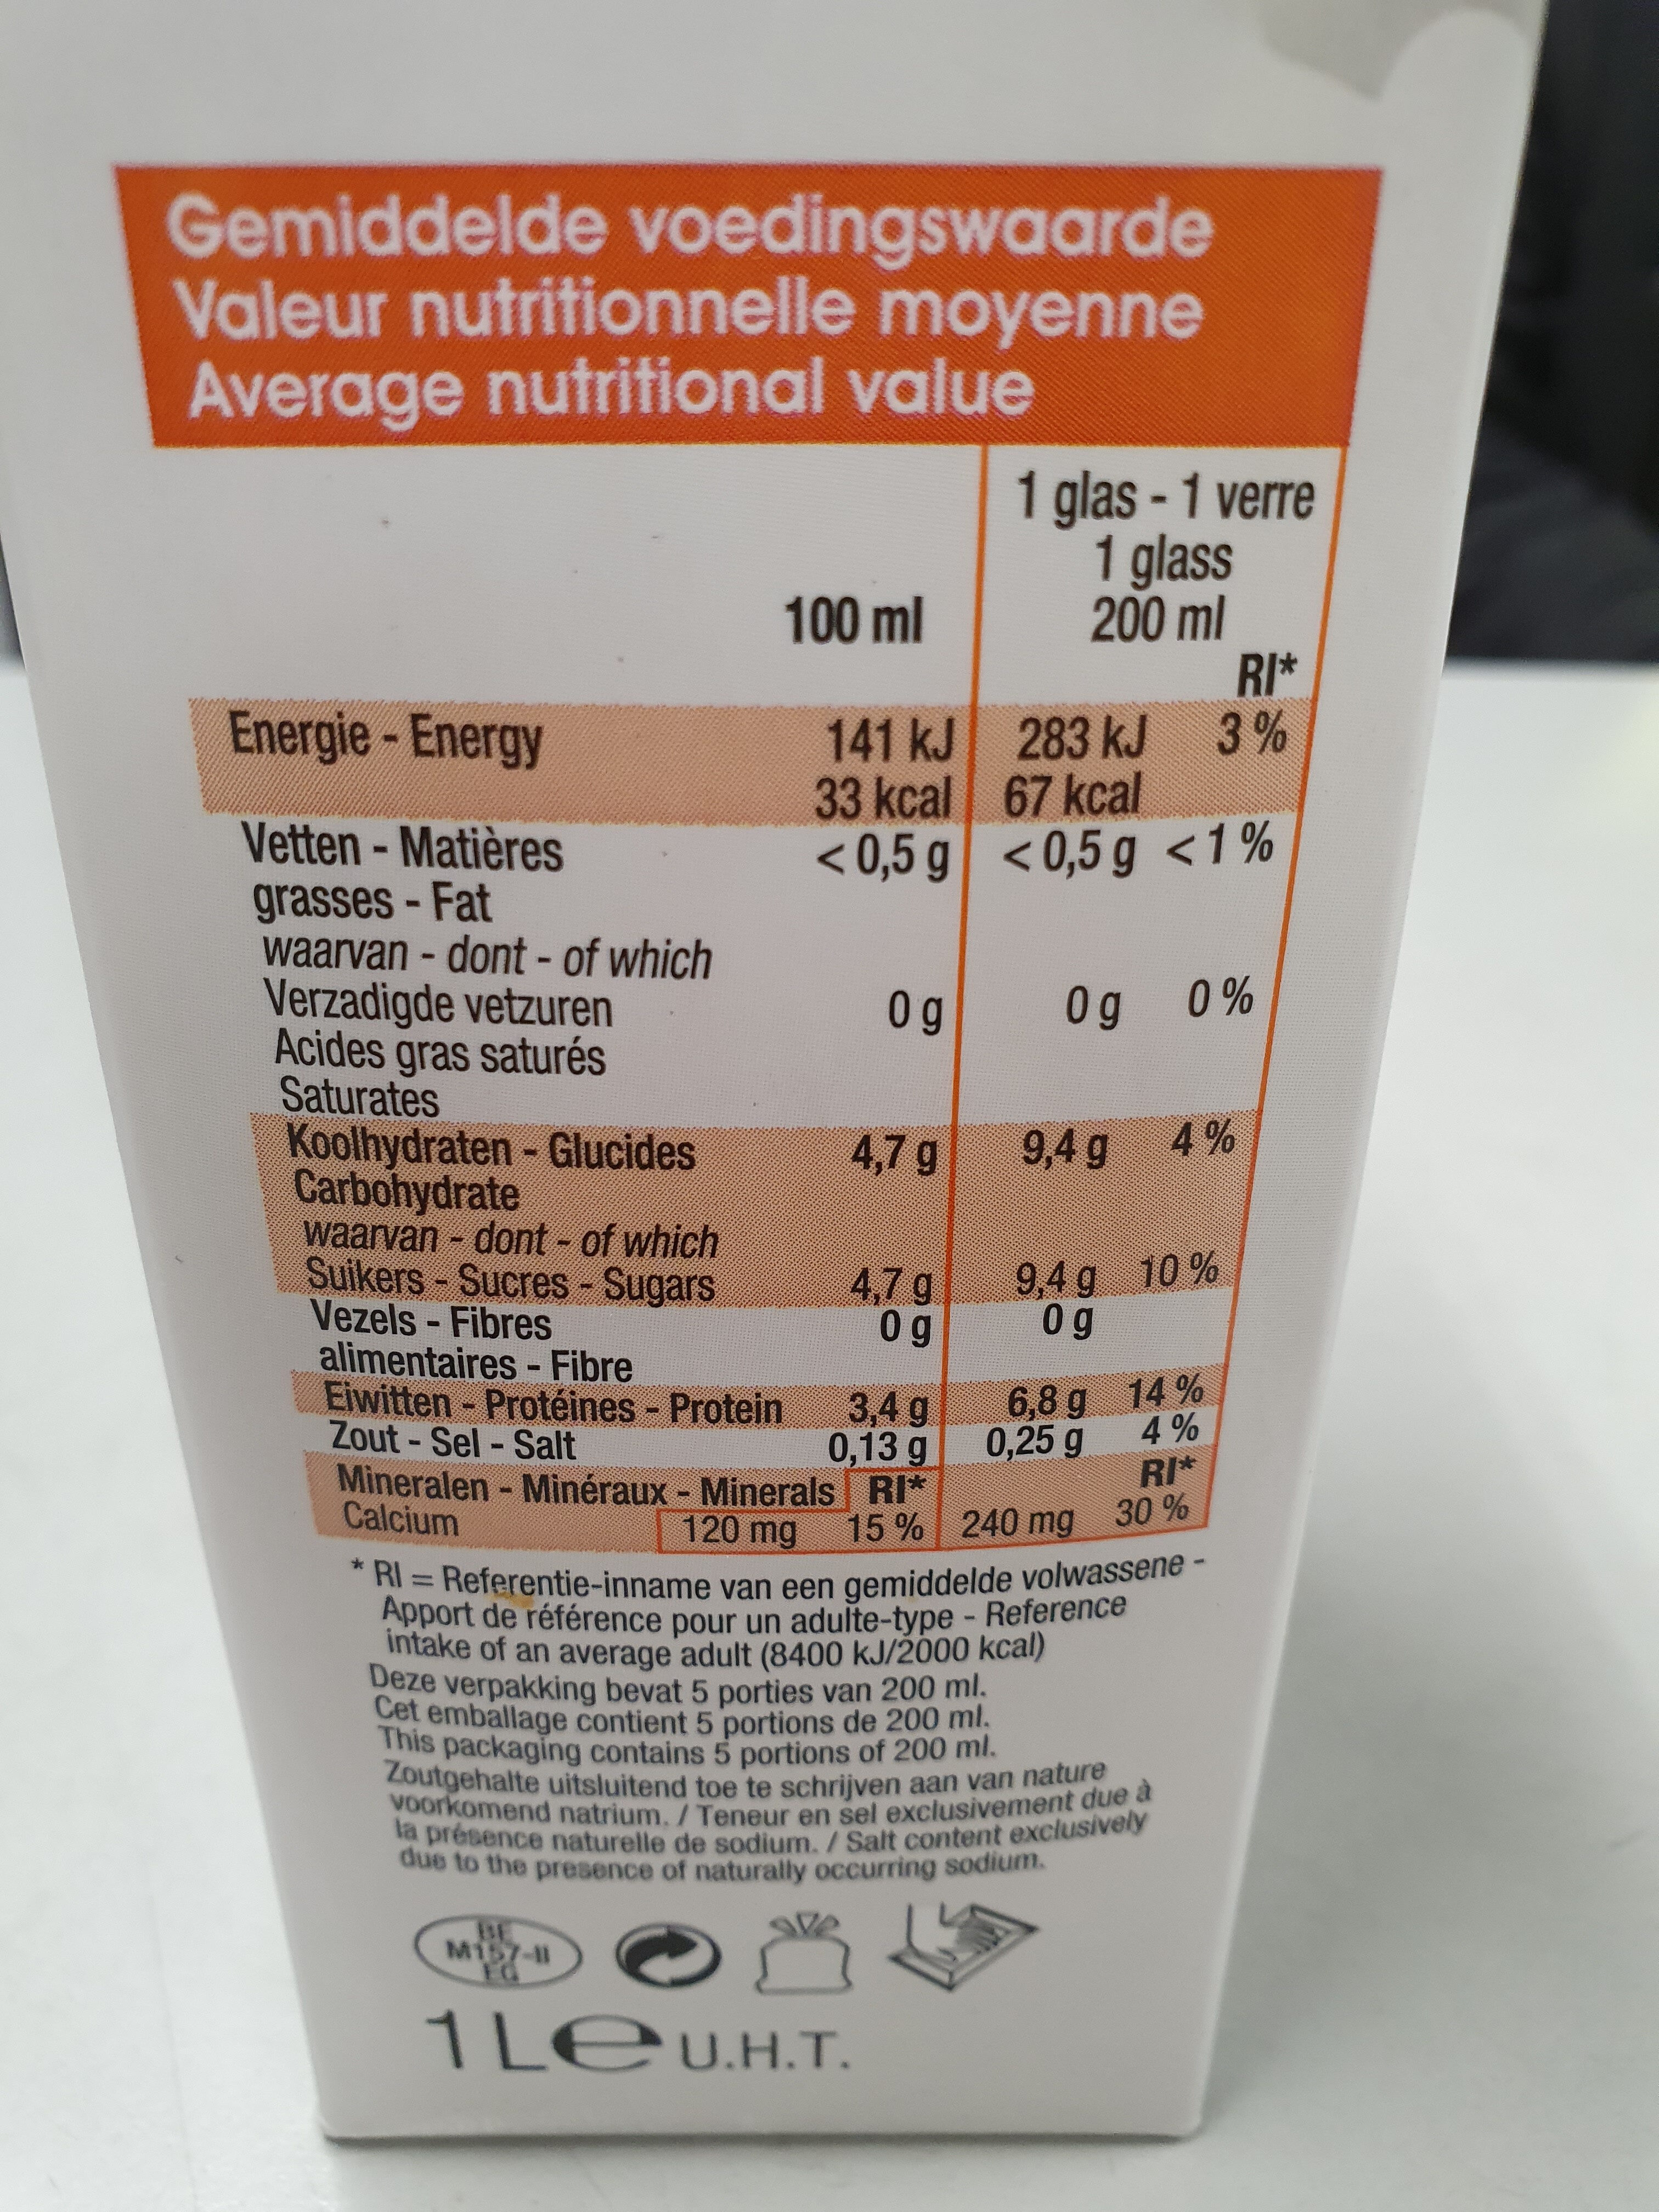 Gemiddelde voedingswaarde
Valeur nutritionnelle moyenne
Average nutritional value
1 glas - 1 verre
1 glass
100 ml 200 ml
RI*
Energie - Energy 141 kJ 283 kJ 3 %
33 kcal 67 kcal
Vetten - Matières < 0,5 g < 0,5 g < 1 %
grasses - Fat
waarvan - dont - of which
Verzadigde vetzuren 0 g 0 g 0 %
Acides gras saturés
Saturates
Koolhydraten - Glucides 4,7 g 9,4 g 4 %
Carbohydrate
waarvan - dont - of which
Suikers - Sucres - Sugars 4,7 g 9,4 g 10 %
Vezels - Fibres 0 g 0 g
alimentaires - Fibre
Eiwitten - Protéines - Protein 3,4 g 6,8 g 14 %
Zout - Sel - Salt 0,13 g 0,25 g 4 %
Mineralen - Minéraux - Minerals RI* RI*
Calcium 120 mg 15 % 240 mg 30 %
* RI = Referentie-inname van een gemiddelde volwassene -
Apport de référence pour un adulte-type - Reference
intake of an average adult (8400 kJ/2000 kcal)
Deze verpakking bevat 5 porties van 200 ml.
Cet emballage contient 5 portions de 200 ml.
This packaging contains 5 portions of 200 ml.
Zoutgehalte uitsluitend toe te schrijven aan van nature
voorkomend natrium. / Teneur en sel exclusivement due à
la présence naturelle de sodium. / Salt content exclusively
due to the presence of naturally occurring sodium.
BE
M157-II
EG
1 L e U.H.T.